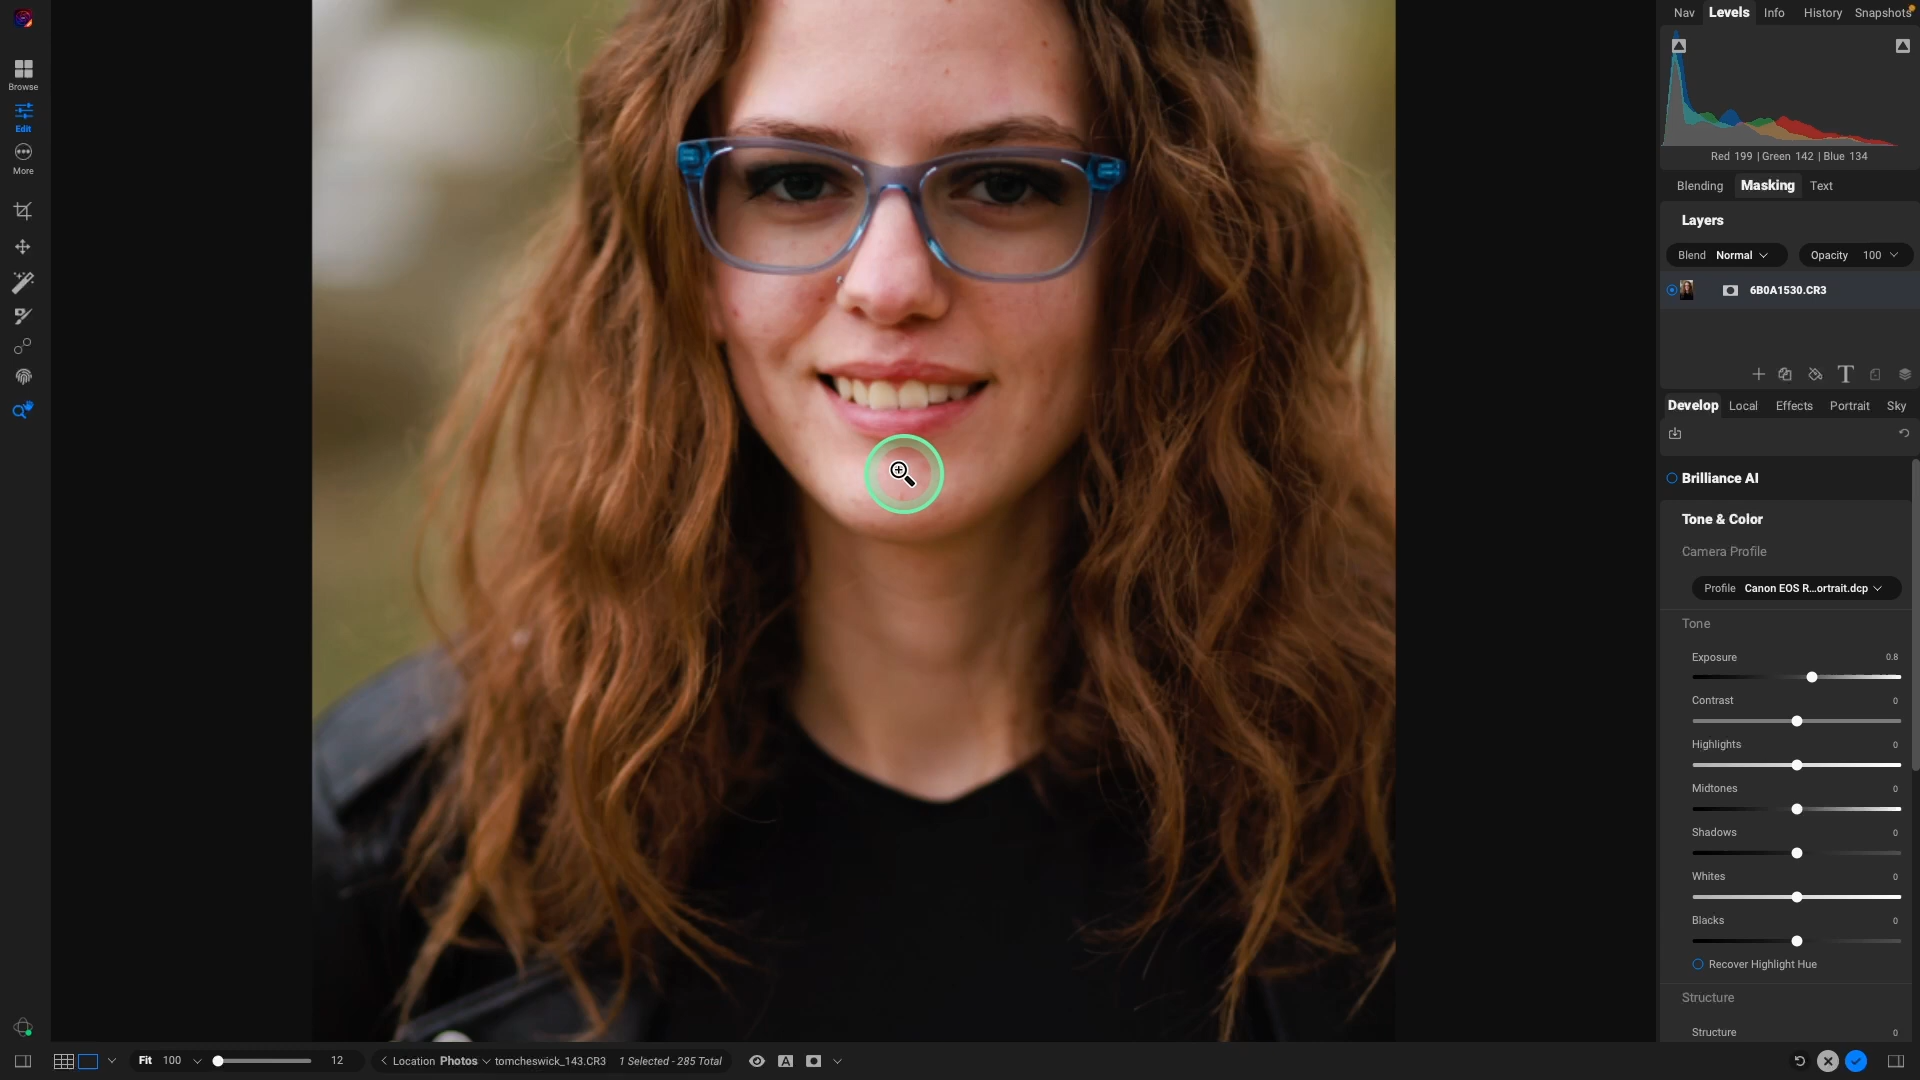 Browse
Edit
More
Nav Levels Info History Snapshots
Red 199 | Green 142 | Blue 134
Blending Masking Text
Layers
Blend Normal Opacity 100
6B0A1530.CR3
Develop Local Effects Portrait Sky
Brilliance AI
Tone & Color
Camera Profile
Profile Canon EOS R...ortrait.dcp
Tone
Exposure 0.8
Contrast 0
Highlights 0
Midtones 0
Shadows 0
Whites 0
Blacks 0
Recover Highlight Hue
Structure
Structure 0
Fit 100 12 Location Photos tomcheswick_143.CR3 1 Selected - 285 Total